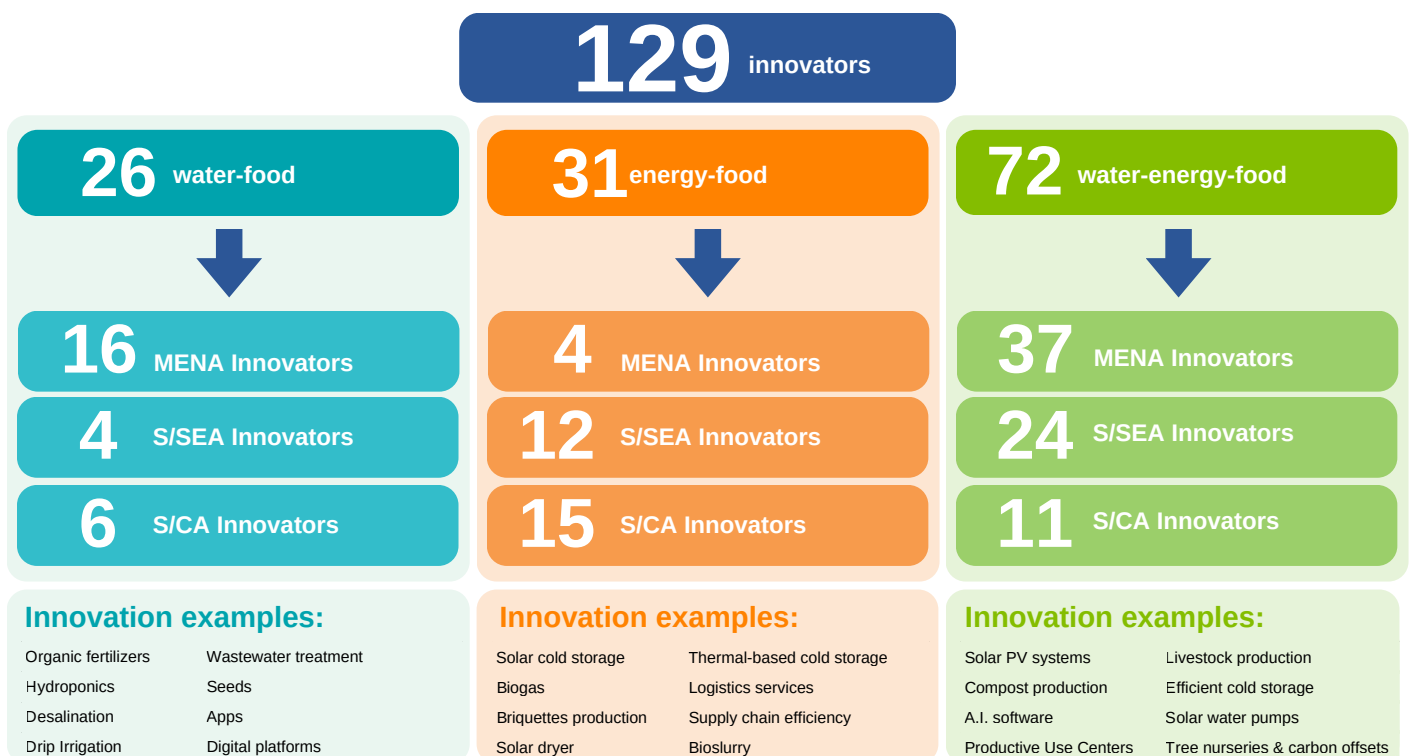 129 innovators
26 water-food
16 MENA Innovators
4 S/SEA Innovators
6 S/CA Innovators
Innovation examples:
Organic fertilizers Wastewater treatment
Hydroponics Seeds
Desalination Apps
Drip Irrigation Digital platforms
31 energy-food
4 MENA Innovators
12 S/SEA Innovators
15 S/CA Innovators
Innovation examples:
Solar cold storage Thermal-based cold storage
Biogas Logistics services
Briquettes production Supply chain efficiency
Solar dryer Bioslurry
72 water-energy-food
37 MENA Innovators
24 S/SEA Innovators
11 S/CA Innovators
Innovation examples:
Solar PV systems Livestock production
Compost production Efficient cold storage
A.I. software Solar water pumps
Productive Use Centers Tree nurseries & carbon offsets